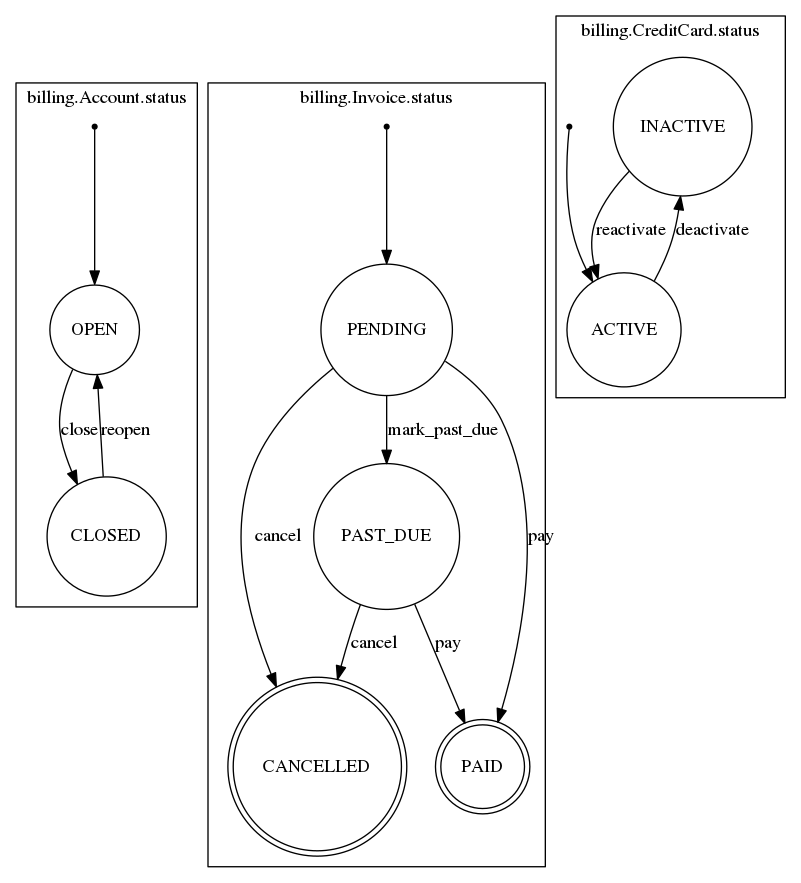 billing.Account.status
OPEN
close
reopen
CLOSED
billing.Invoice.status
PENDING
mark_past_due
cancel
PAST_DUE
pay
cancel
pay
CANCELLED
PAID
billing.CreditCard.status
INACTIVE
reactivate
deactivate
ACTIVE